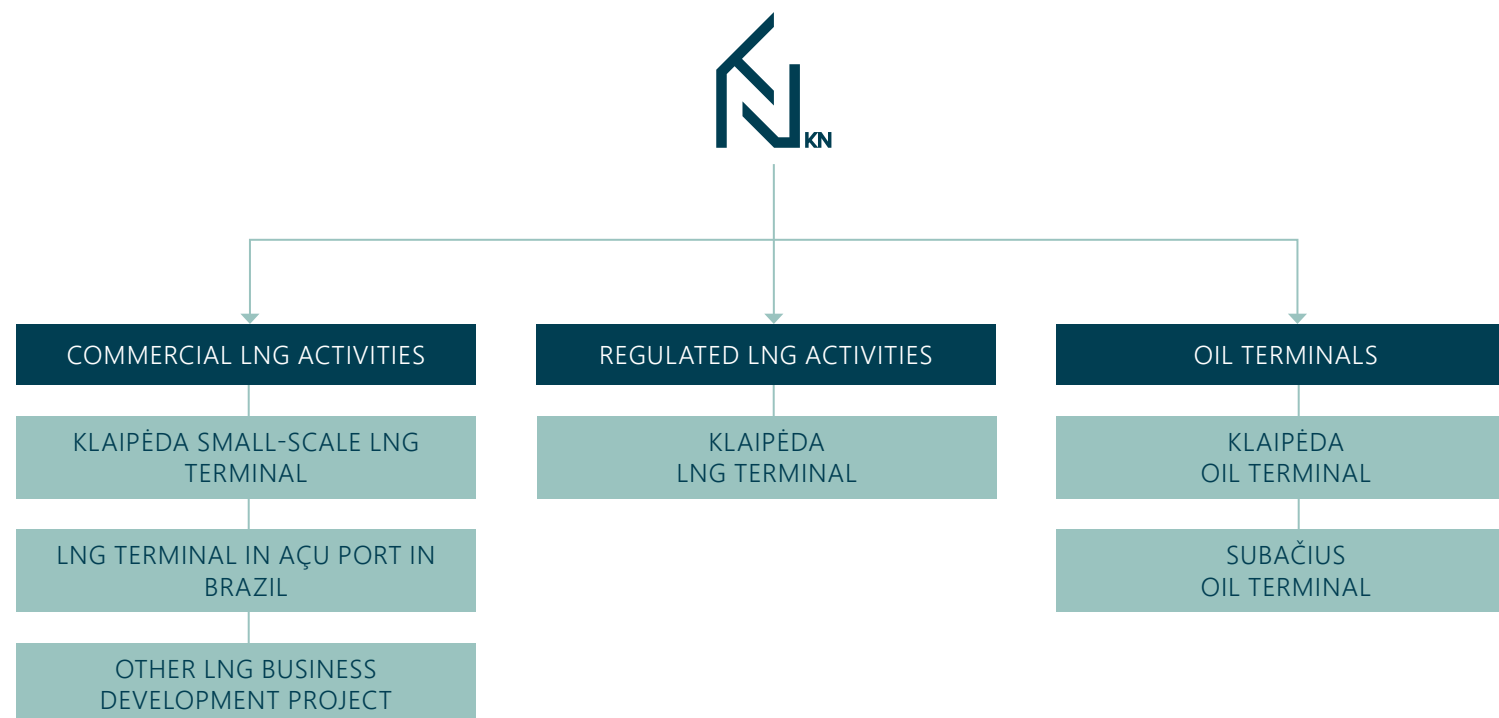 KN
COMMERCIAL LNG ACTIVITIES
KLAIPĖDA SMALL-SCALE LNG
TERMINAL
LNG TERMINAL IN AÇU PORT IN
BRAZIL
OTHER LNG BUSINESS
DEVELOPMENT PROJECT
REGULATED LNG ACTIVITIES
KLAIPĖDA
LNG TERMINAL
OIL TERMINALS
KLAIPĖDA
OIL TERMINAL
SUBAČIUS
OIL TERMINAL